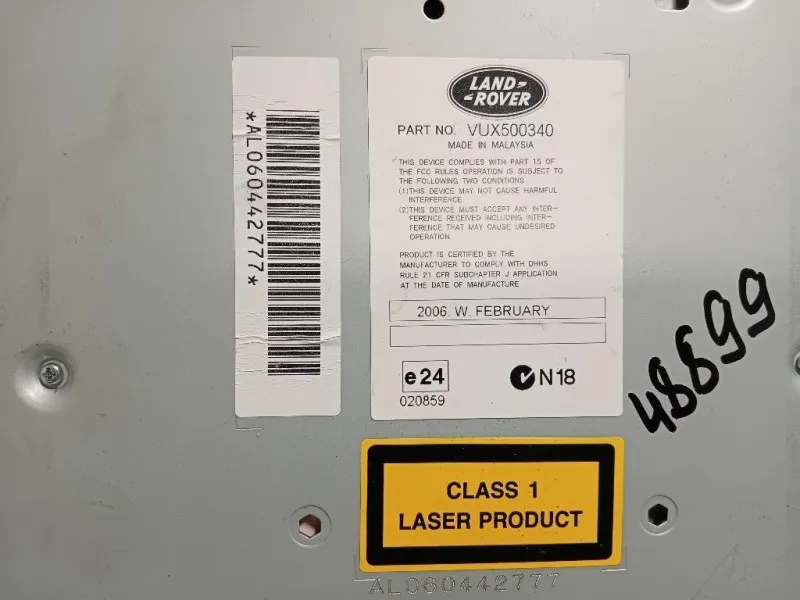 *AL060442777*
LAND-
-ROVER
PART NO. VUX500340
MADE IN MALAYSIA
THIS DEVICE COMPLIES WITH PART 15 OF
THE FCC RULES OPERATION IS SUBJECT TO
THE FOLLOWING TWO CONDITIONS
(1)THIS DEVICE MAY NOT CAUSE HARMFUL
INTERFERENCE.
(2)THIS DEVICE MUST ACCEPT ANY INTER-
FERENCE RECEIVED INCLUDING INTER-
FERENCE THAT MAY CAUSE UNDESIRED
OPERATION.
PRODUCT IS CERTIFIED BY THE
MANUFACTURER TO COMPLY WITH DHHS
RULE 21 CFR SUBCHAPTER J APPLICATION
AT THE DATE OF MANUFACTURE
2006. W. FEBRUARY
e24
020859
N18
48899
CLASS 1
LASER PRODUCT
AL060442777